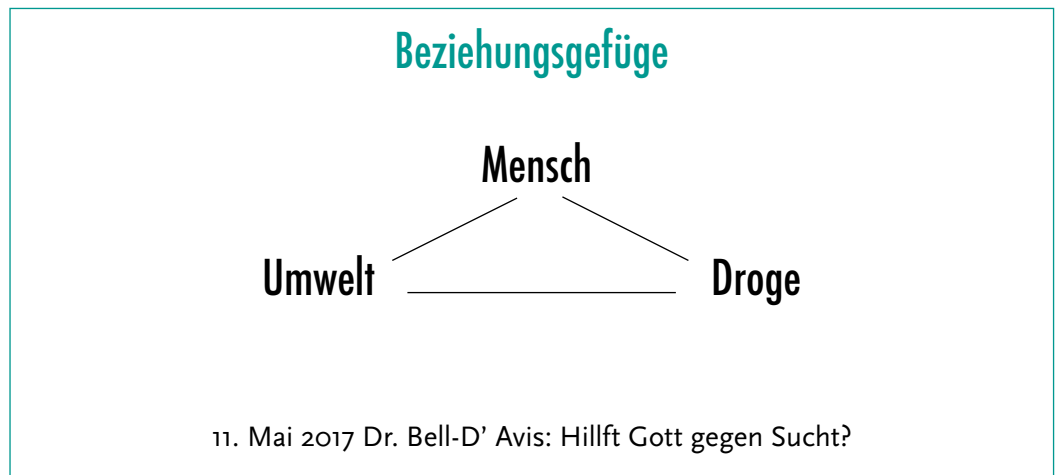 Beziehungsgefüge
Mensch
Umwelt Droge
11. Mai 2017 Dr. Bell-D’ Avis: Hillft Gott gegen Sucht?